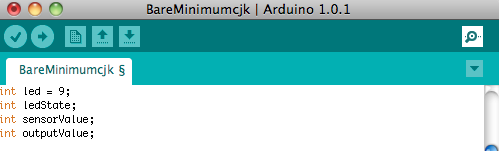 BareMinimumcjk | Arduino 1.0.1
BareMinimumcjk §
int led = 9;
int ledState;
int sensorValue;
int outputValue;